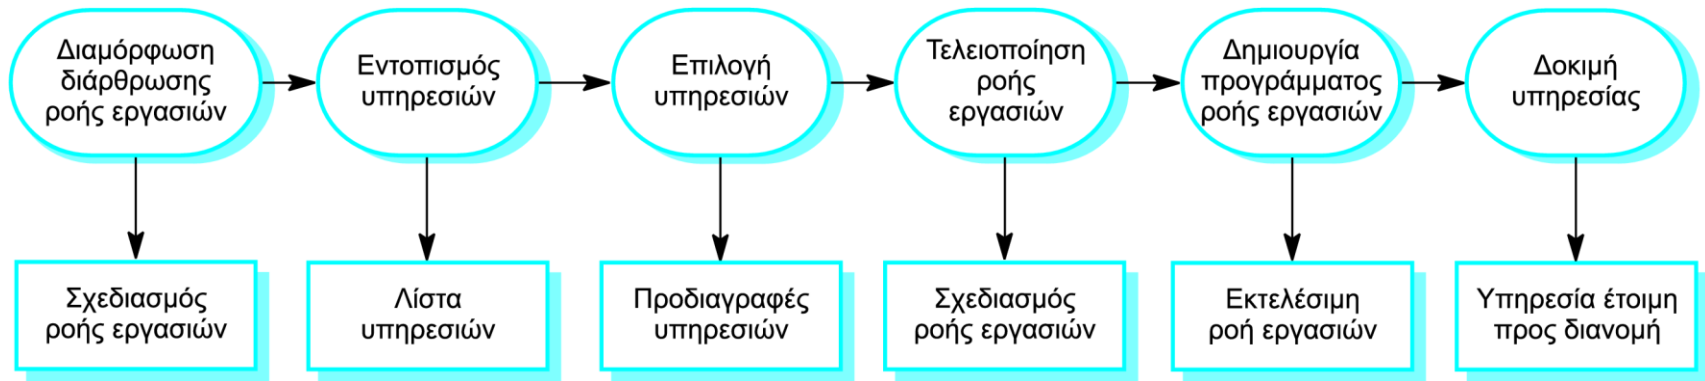 Διαμόρφωση
διάρθρωσης
ροής εργασιών
Εντοπισμός
υπηρεσιών
Επιλογή
υπηρεσιών
Τελειοποίηση
ροής
εργασιών
Δημιουργία
προγράμματος
ροής εργασιών
Δοκιμή
υπηρεσίας
Σχεδιασμός
ροής εργασιών
Λίστα
υπηρεσιών
Προδιαγραφές
υπηρεσιών
Σχεδιασμός
ροής εργασιών
Εκτελέσιμη
ροή εργασιών
Υπηρεσία έτοιμη
προς διανομή